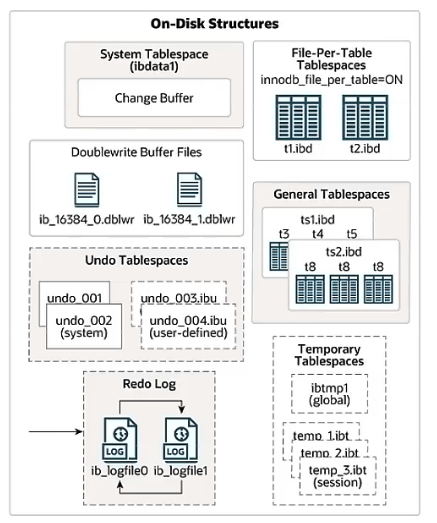 On-Disk Structures
System Tablespace
(ibdata1)
Change Buffer
File-Per-Table
Tablespaces
innodb_file_per_table=ON
t1.ibd
t2.ibd
Doublewrite Buffer Files
ib_16384_0.dblwr
ib_16384_1.dblwr
General Tablespaces
ts1.ibd
t3
t4
t5
ts2.ibd
t8
t8
t8
Undo Tablespaces
undo_001
undo_002
(system)
undo_003.ibu
undo_004.ibu
(user-defined)
Redo Log
LOG
LOG
ib_logfile0
ib_logfile1
Temporary
Tablespaces
ibtmp1
(global)
temp_1.ibt
temp_2.ibt
temp_3.ibt
(session)